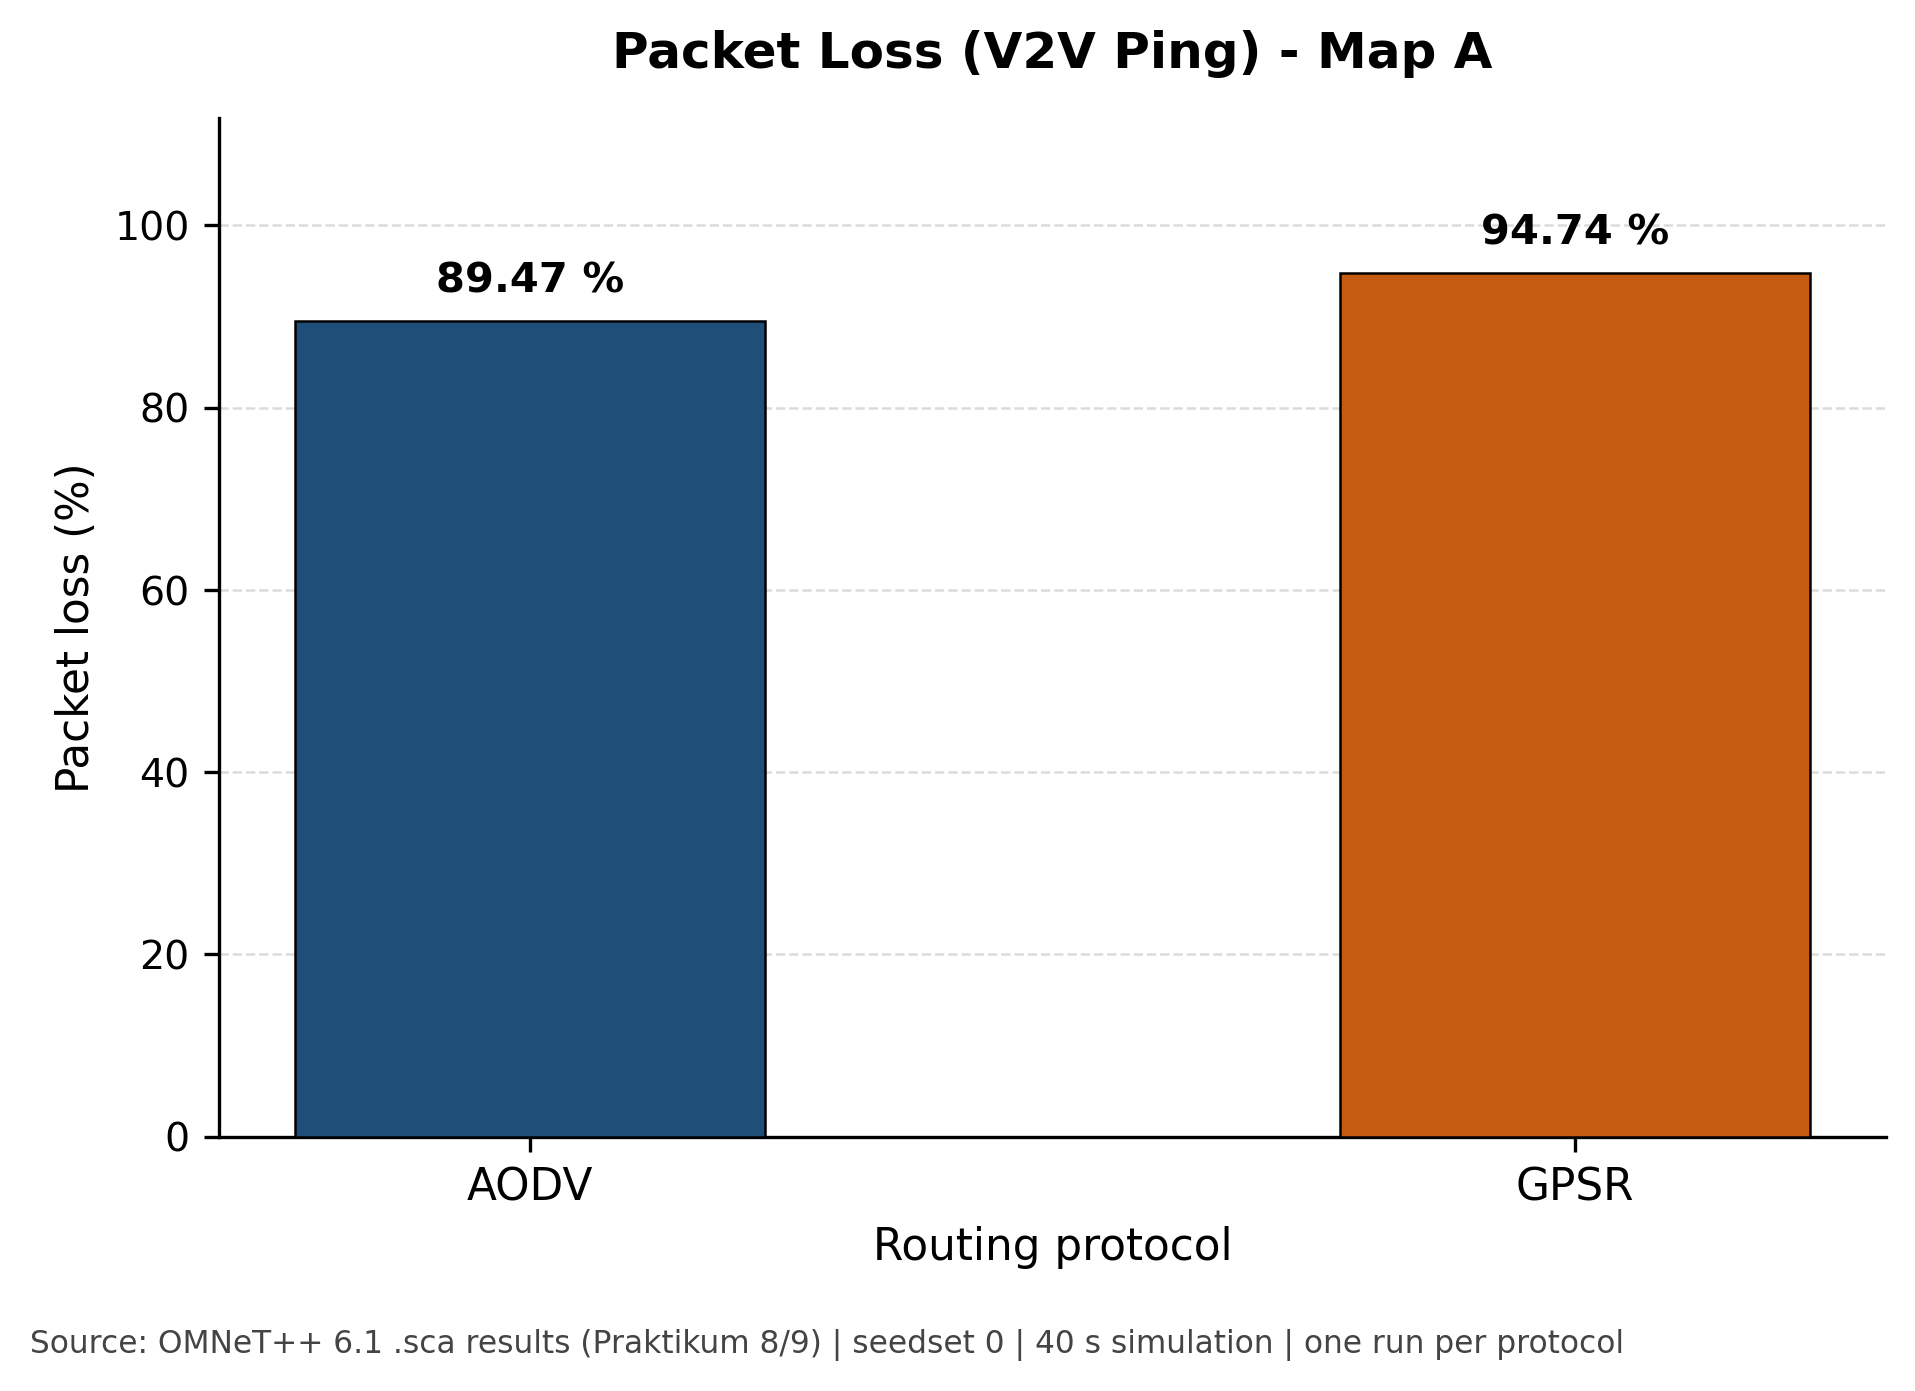 Packet Loss (V2V Ping) - Map A
Packet loss (%)
100
80
60
40
20
0
89.47 %
94.74 %
AODV
GPSR
Routing protocol
Source: OMNeT++ 6.1 .sca results (Praktikum 8/9) | seedset 0 | 40 s simulation | one run per protocol